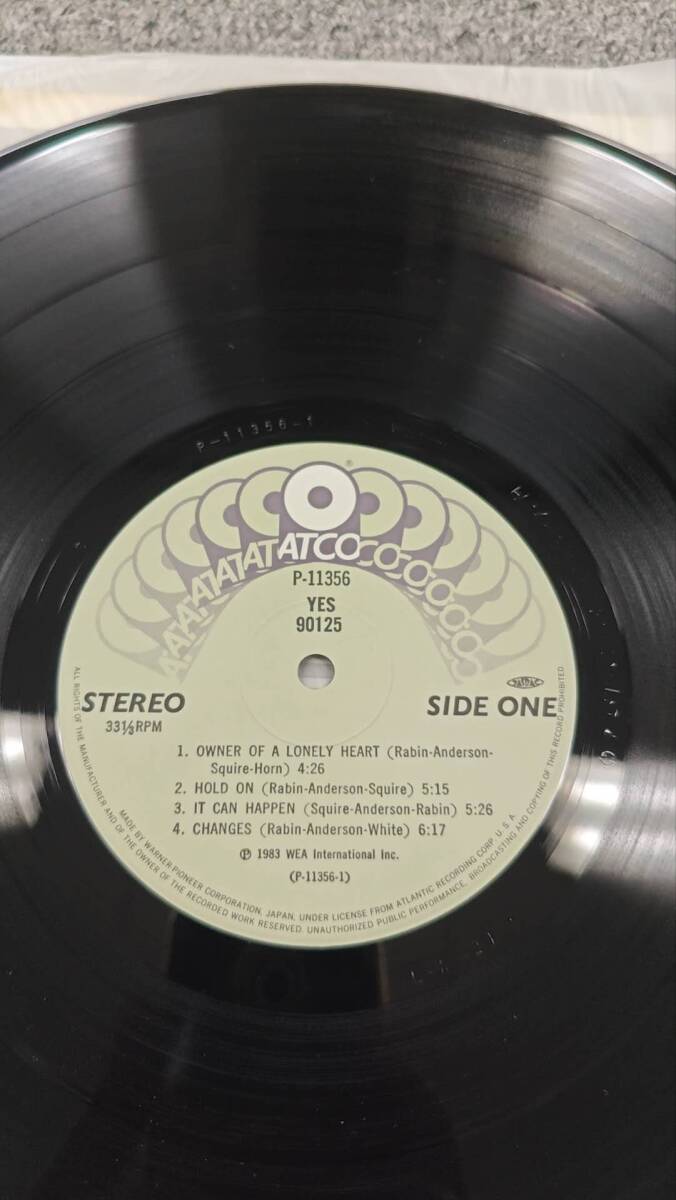 P-11356-1
ATATATATATATCOCOCOCOCOCO
®
P-11356
YES
90125
STEREO
33⅓RPM
JASRAC
SIDE ONE
1. OWNER OF A LONELY HEART (Rabin-Anderson-
Squire-Horn) 4:26
2. HOLD ON (Rabin-Anderson-Squire) 5:15
3. IT CAN HAPPEN (Squire-Anderson-Rabin) 5:26
4. CHANGES (Rabin-Anderson-White) 6:17
℗ 1983 WEA International Inc.
(P-11356-1)
MADE BY WARNER-PIONEER CORPORATION, JAPAN, UNDER LICENSE FROM ATLANTIC RECORDING CORP. U.S.A.
ALL RIGHTS OF THE MANUFACTURER AND OF THE OWNER OF THE RECORDED WORK RESERVED. UNAUTHORIZED PUBLIC PERFORMANCE, BROADCASTING AND COPYING OF THIS RECORD PROHIBITED